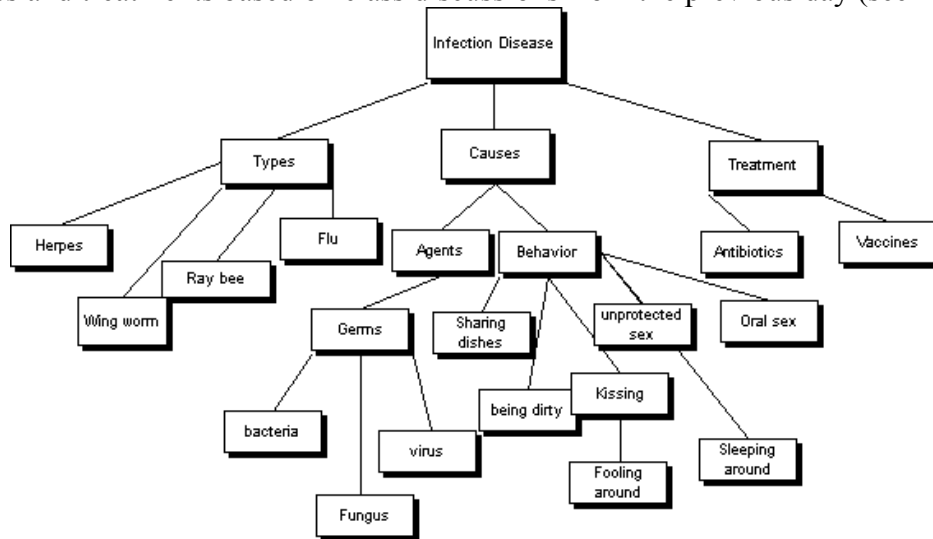 Infection Disease
Types
Causes
Treatment
Herpes
Wing worm
Ray bee
Flu
Agents
Behavior
Antibiotics
Vaccines
Germs
Sharing
dishes
being dirty
Kissing
unprotected
sex
Oral sex
bacteria
Fungus
virus
Fooling
around
Sleeping
around